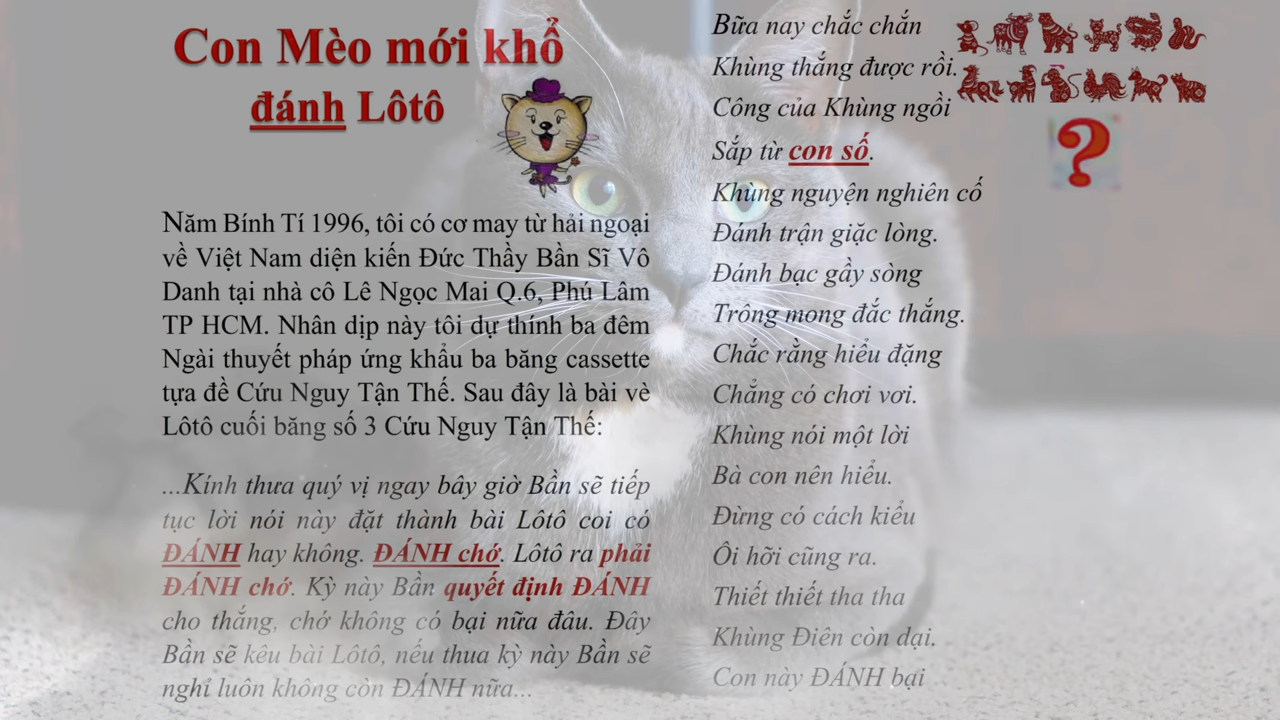 Con Mèo mới khổ
đánh Lôtô
Năm Bính Tí 1996, tôi có cơ may từ hải ngoại
về Việt Nam diện kiến Đức Thầy Bần Sĩ Vô
Danh tại nhà cô Lê Ngọc Mai Q.6, Phú Lâm
TP HCM. Nhân dịp này tôi dự thính ba đêm
Ngài thuyết pháp ứng khẩu ba băng cassette
tựa đề Cứu Nguy Tận Thế. Sau đây là bài vè
Lôtô cuối băng số 3 Cứu Nguy Tận Thế:
...Kính thưa quý vị ngay bây giờ Bần sẽ tiếp
tục lời nói này đặt thành bài Lôtô coi có
ĐÁNH hay không. ĐÁNH chớ. Lôtô ra phải
ĐÁNH chớ. Kỳ này Bần quyết định ĐÁNH
cho thắng, chớ không có bại nữa đâu. Đây
Bần sẽ kêu bài Lôtô, nếu thua kỳ này Bần sẽ
nghỉ luôn không còn ĐÁNH nữa...
Bữa nay chắc chắn
Khùng thắng được rồi.
Công của Khùng ngồi
Sắp từ con số.
Khùng nguyện nghiên cố
Đánh trận giặc lòng.
Đánh bạc gầy sòng
Trông mong đắc thắng.
Chắc rằng hiểu đặng
Chẳng có chơi vơi.
Khùng nói một lời
Bà con nên hiểu.
Đừng có cách kiểu
Ôi hỡi cũng ra.
Thiết thiết tha tha
Khùng Điên còn dại.
Con này ĐÁNH bại
?